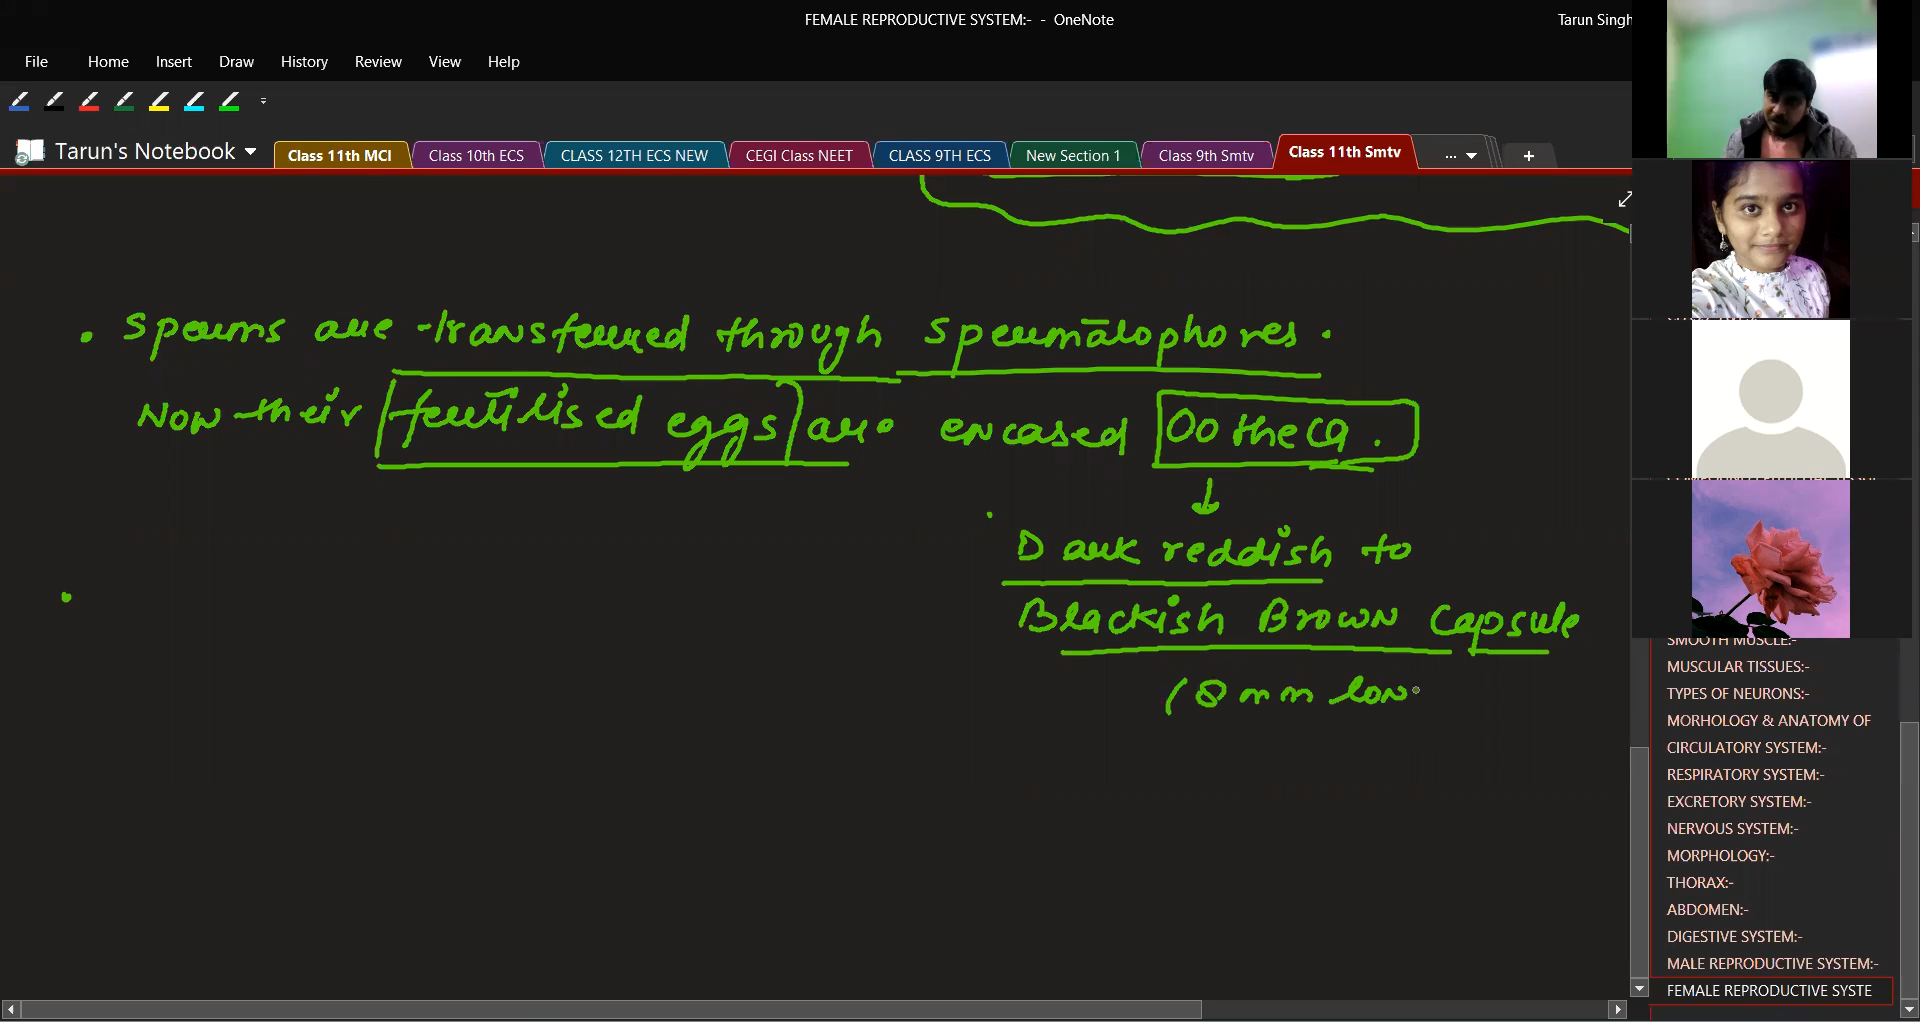 FEMALE REPRODUCTIVE SYSTEM:- - OneNote
Tarun Singh
File Home Insert Draw History Review View Help
Tarun's Notebook
Class 11th MCI
Class 10th ECS
CLASS 12TH ECS NEW
CEGI Class NEET
CLASS 9TH ECS
New Section 1
Class 9th Smtv
Class 11th Smtv
...
+
. Sperms are transferred through spermatophores.
Now their fertilised eggs are encased Ootheca.
Dark reddish to
Blackish Brown Capsule
(8mm lon
SMOOTH MUSCLE:-
MUSCULAR TISSUES:-
TYPES OF NEURONS:-
MORHOLOGY & ANATOMY OF
CIRCULATORY SYSTEM:-
RESPIRATORY SYSTEM:-
EXCRETORY SYSTEM:-
NERVOUS SYSTEM:-
MORPHOLOGY:-
THORAX:-
ABDOMEN:-
DIGESTIVE SYSTEM:-
MALE REPRODUCTIVE SYSTEM:-
FEMALE REPRODUCTIVE SYSTE